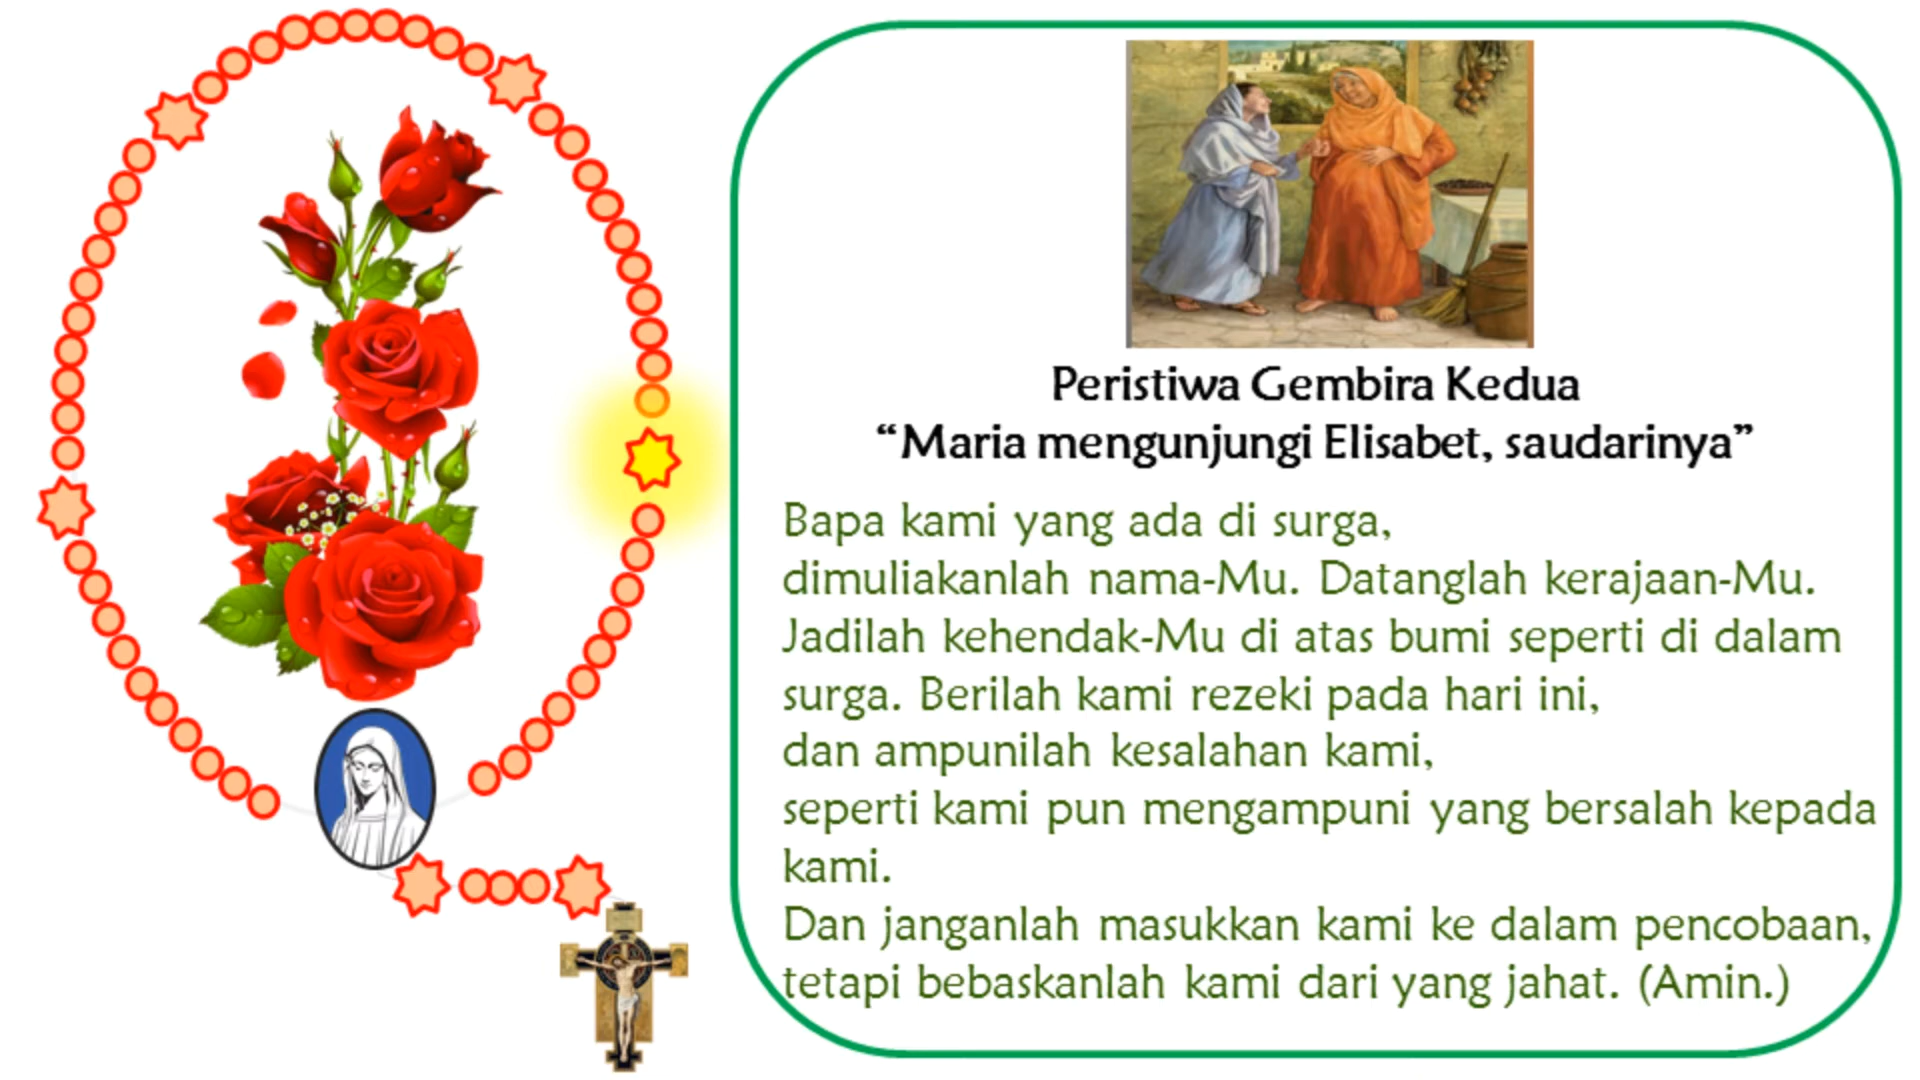 Peristiwa Gembira Kedua
“Maria mengunjungi Elisabet, saudarinya”
Bapa kami yang ada di surga,
dimuliakanlah nama-Mu. Datanglah kerajaan-Mu.
Jadilah kehendak-Mu di atas bumi seperti di dalam
surga. Berilah kami rezeki pada hari ini,
dan ampunilah kesalahan kami,
seperti kami pun mengampuni yang bersalah kepada
kami.
Dan janganlah masukkan kami ke dalam pencobaan,
tetapi bebaskanlah kami dari yang jahat. (Amin.)